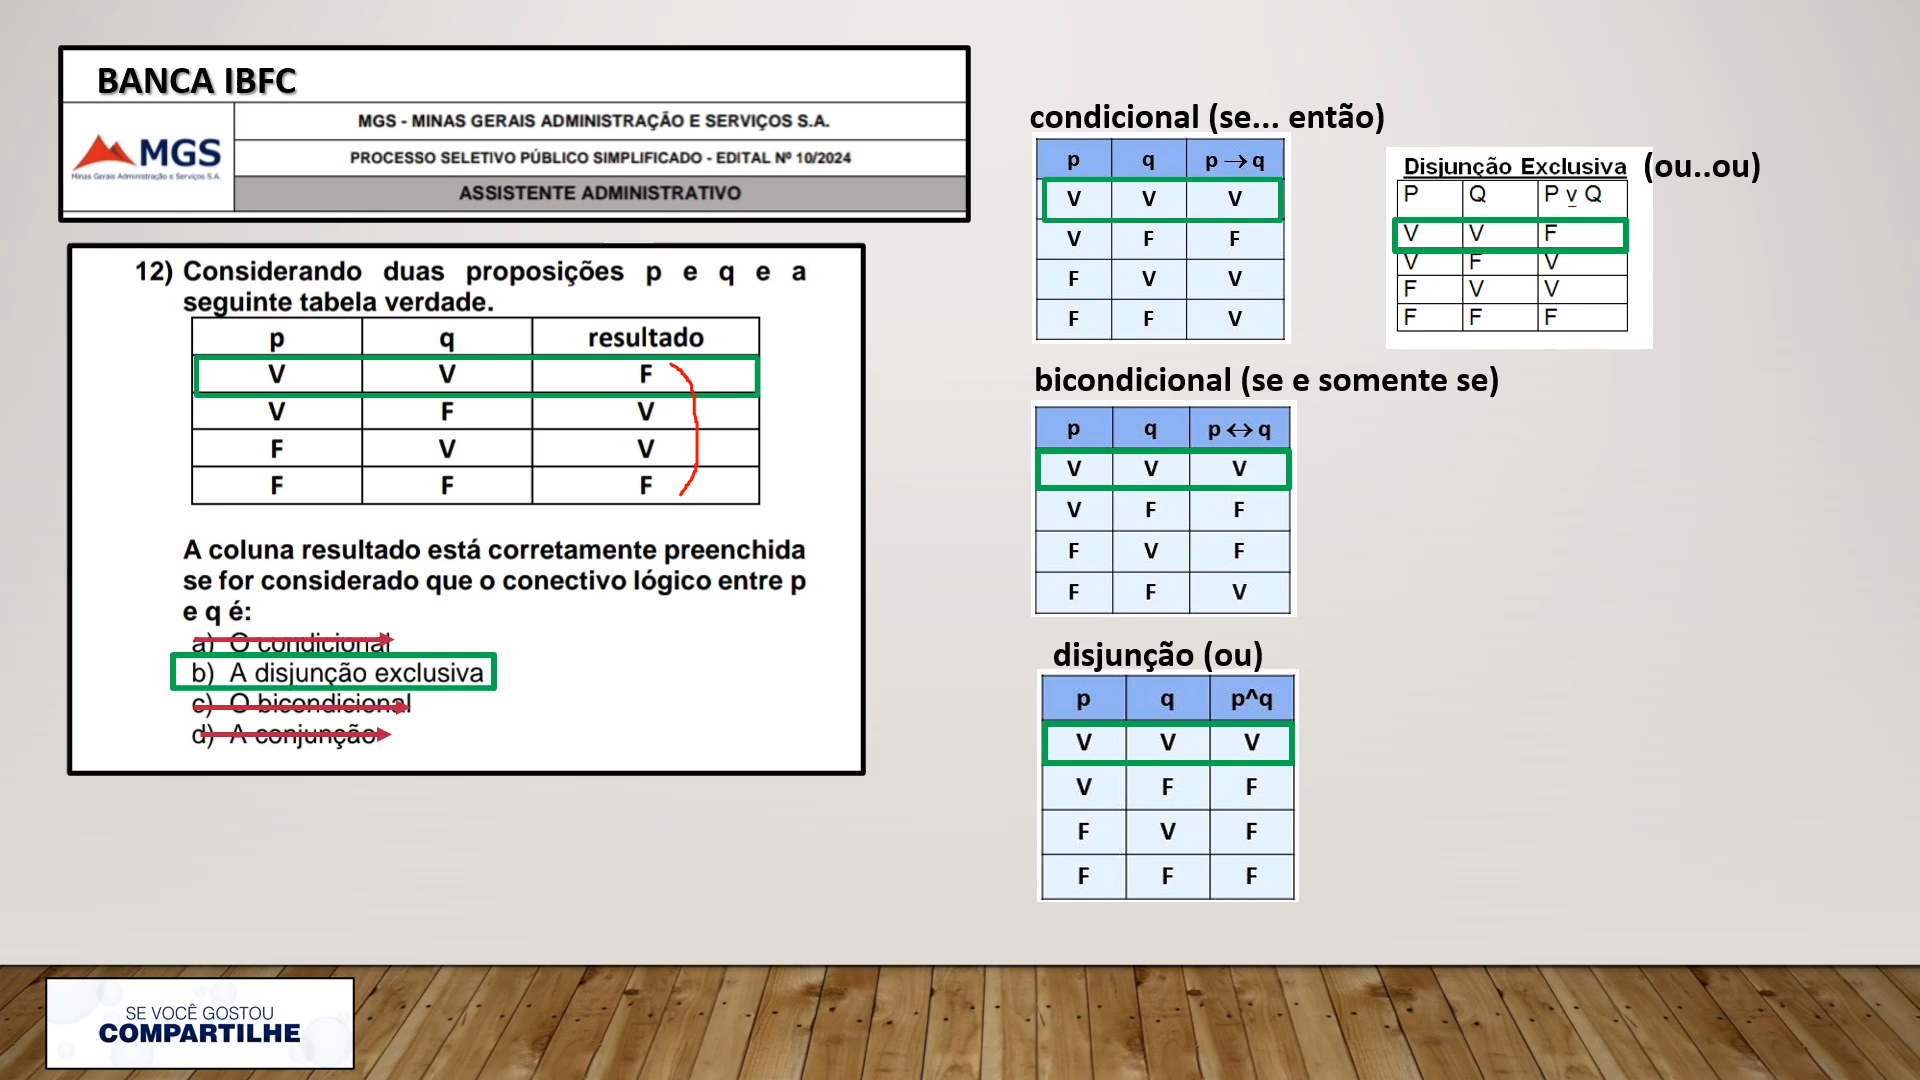 BANCA IBFC
MGS
Minas Gerais Administração e Serviços S.A.
MGS - MINAS GERAIS ADMINISTRAÇÃO E SERVIÇOS S.A.
PROCESSO SELETIVO PÚBLICO SIMPLIFICADO - EDITAL Nº 10/2024
ASSISTENTE ADMINISTRATIVO
12) Considerando duas proposições p e q e a
seguinte tabela verdade.
p q resultado
V V F
V F V
F V V
F F F
A coluna resultado está corretamente preenchida
se for considerado que o conectivo lógico entre p
e q é:
a) O condicional
b) A disjunção exclusiva
c) O bicondicional
d) A conjunção
condicional (se... então)
p q p → q
V V V
V F F
F V V
F F V
Disjunção Exclusiva (ou..ou)
P Q P v Q
V V F
V F V
F V V
F F F
bicondicional (se e somente se)
p q p ↔ q
V V V
V F F
F V F
F F V
disjunção (ou)
p q p^q
V V V
V F F
F V F
F F F
SE VOCÊ GOSTOU
COMPARTILHE